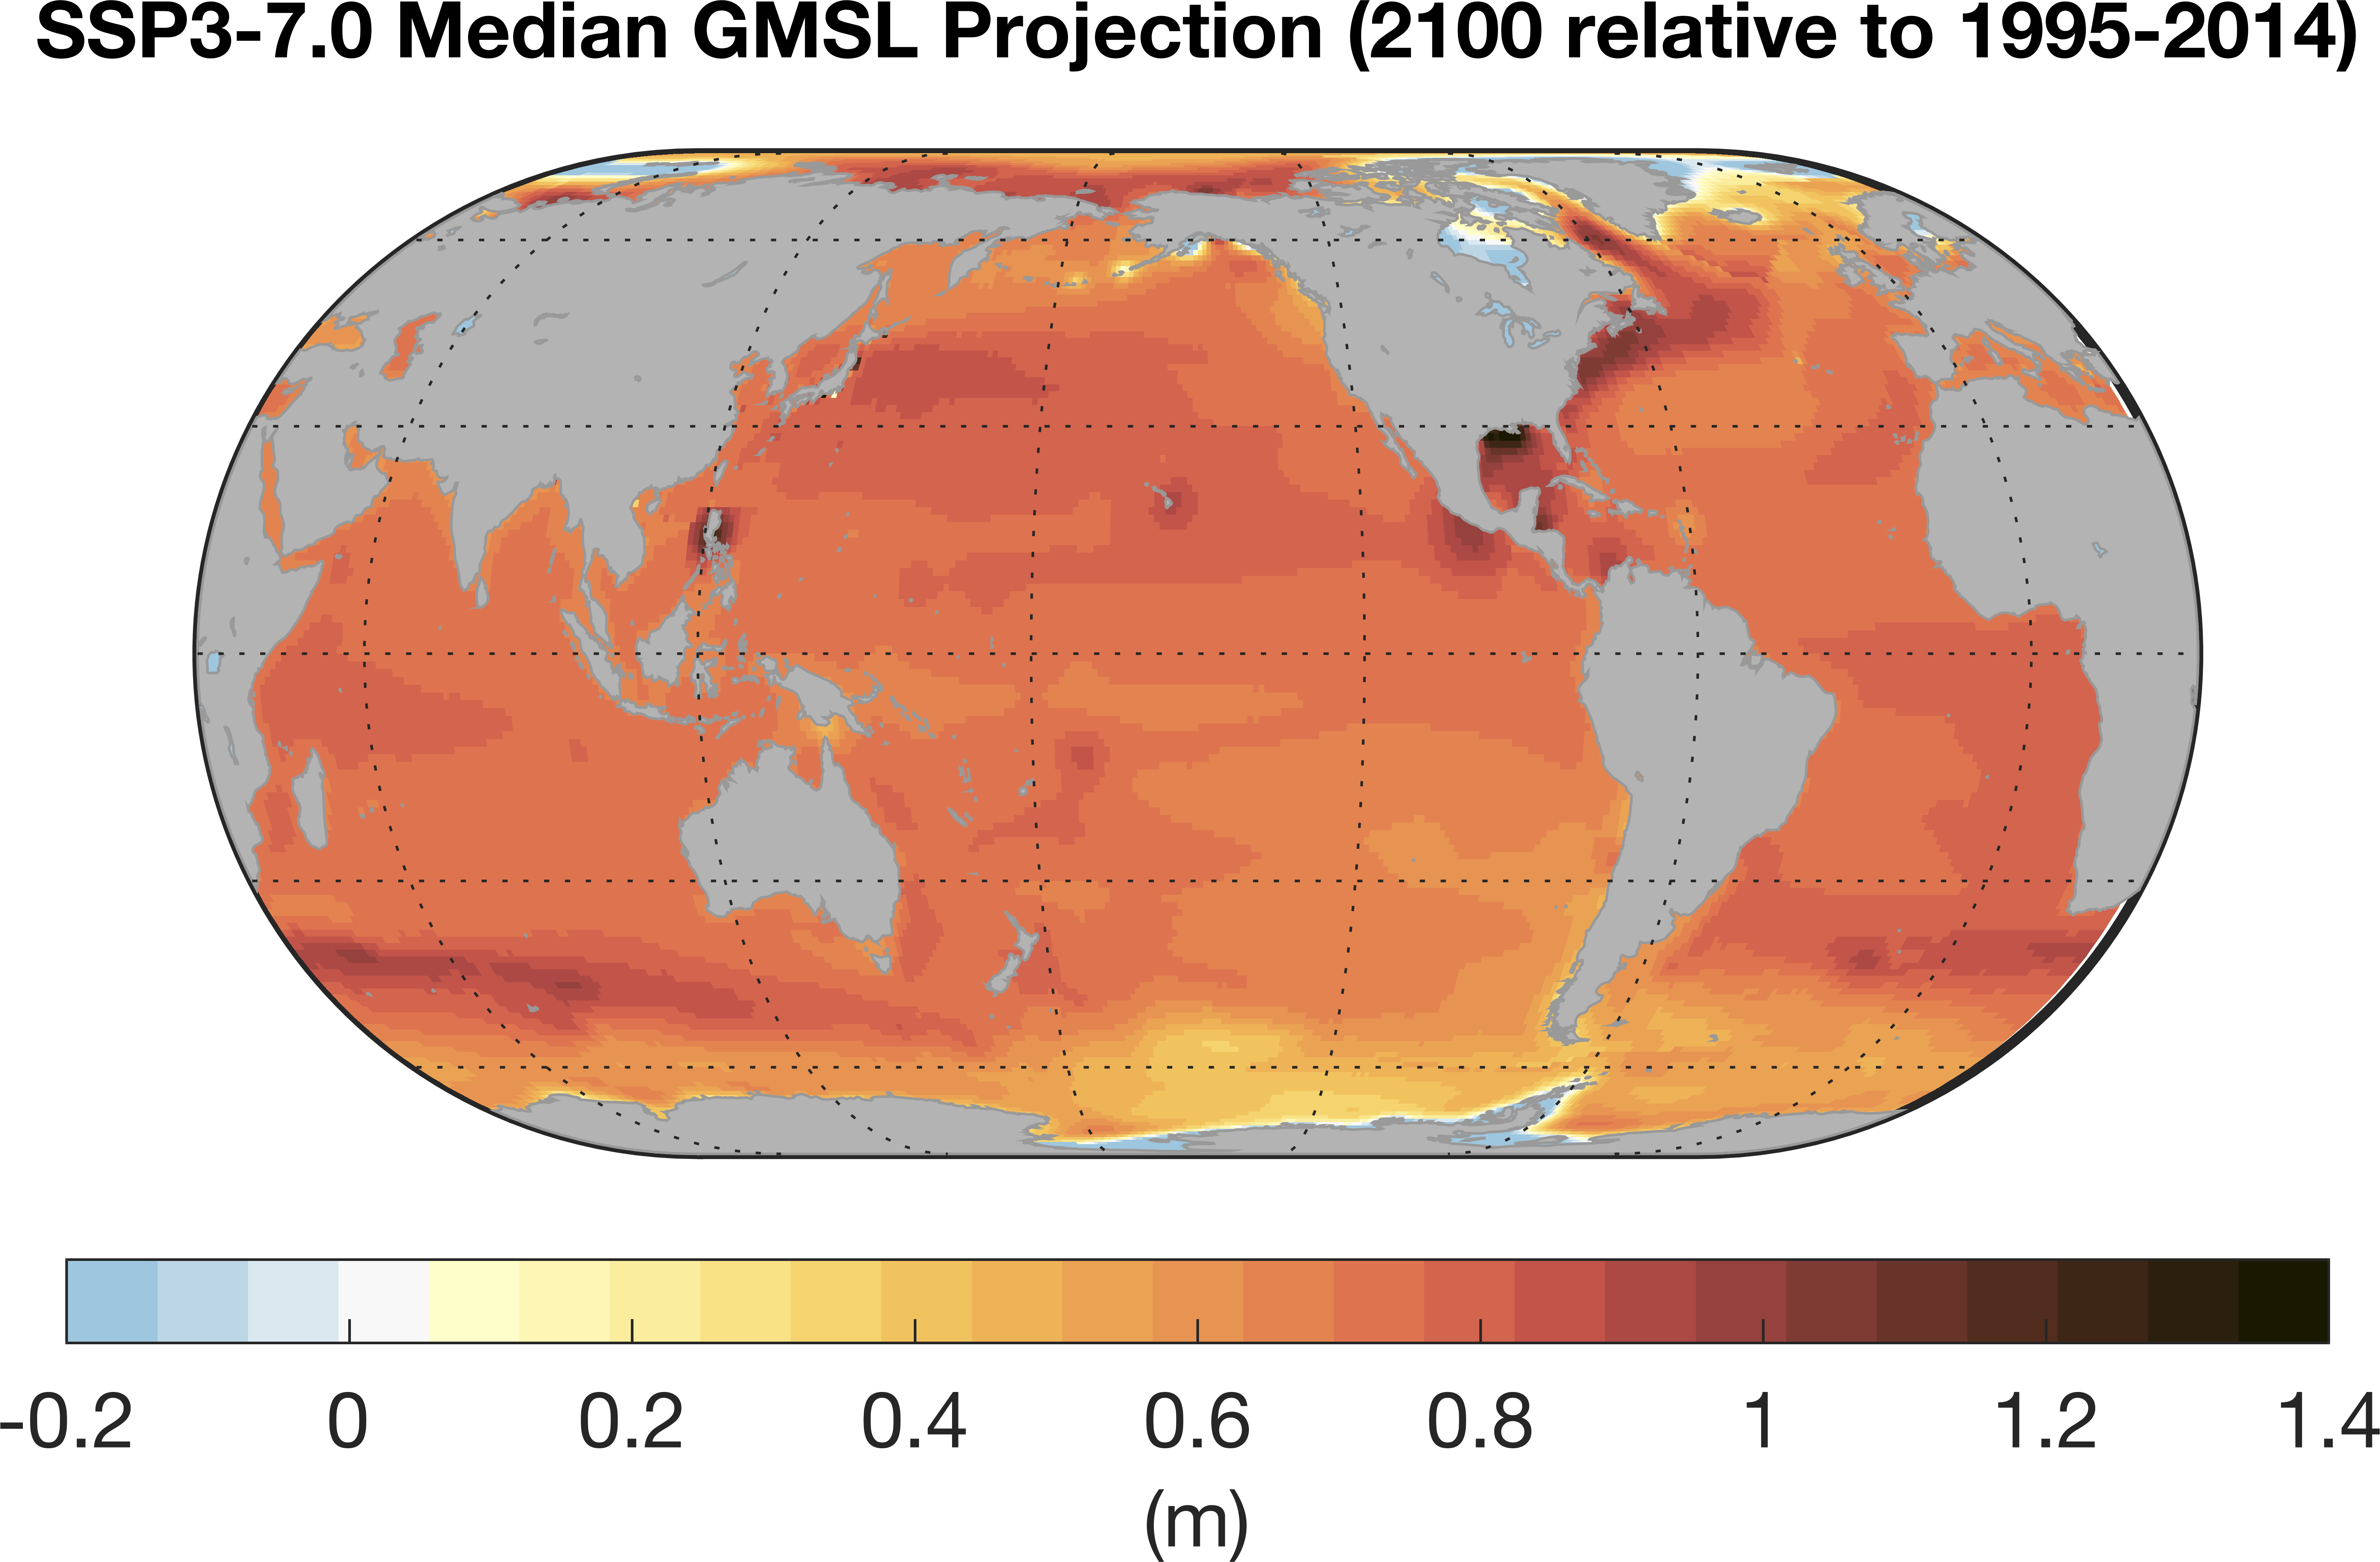 SSP3-7.0 Median GMSL Projection (2100 relative to 1995-2014)
-0.2 0 0.2 0.4 0.6 0.8 1 1.2 1.4
(m)